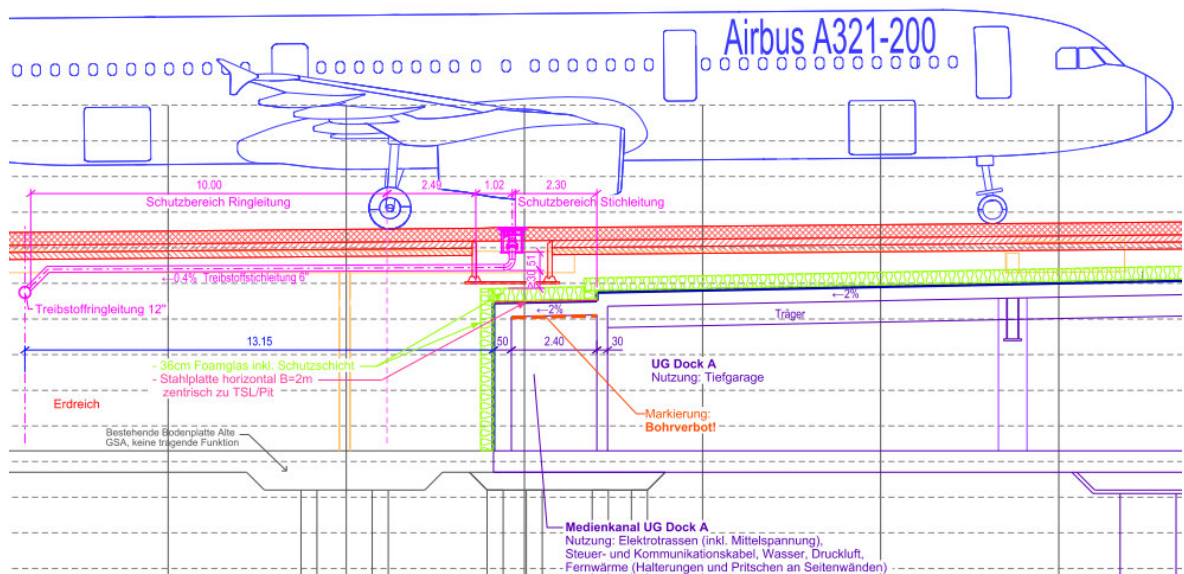 Airbus A321-200
10.00
2.49
1.02
2.30
Schutzbereich Ringleitung
Schutzbereich Stichleitung
←0.4% Treibstoffstichleitung 6"
51
≥30
Treibstoffringleitung 12"
←2%
←2%
Träger
13.15
50
2.40
30
- 36cm Foamglas inkl. Schutzschicht
- Stahlplatte horizontal B=2m
zentrisch zu TSL/Pit
UG Dock A
Nutzung: Tiefgarage
Erdreich
Markierung:
Bohrverbot!
Bestehende Bodenplatte Alte
GSA, keine tragende Funktion
Medienkanal UG Dock A
Nutzung: Elektrotrassen (inkl. Mittelspannung),
Steuer- und Kommunikationskabel, Wasser, Druckluft,
Fernwärme (Halterungen und Pritschen an Seitenwänden)